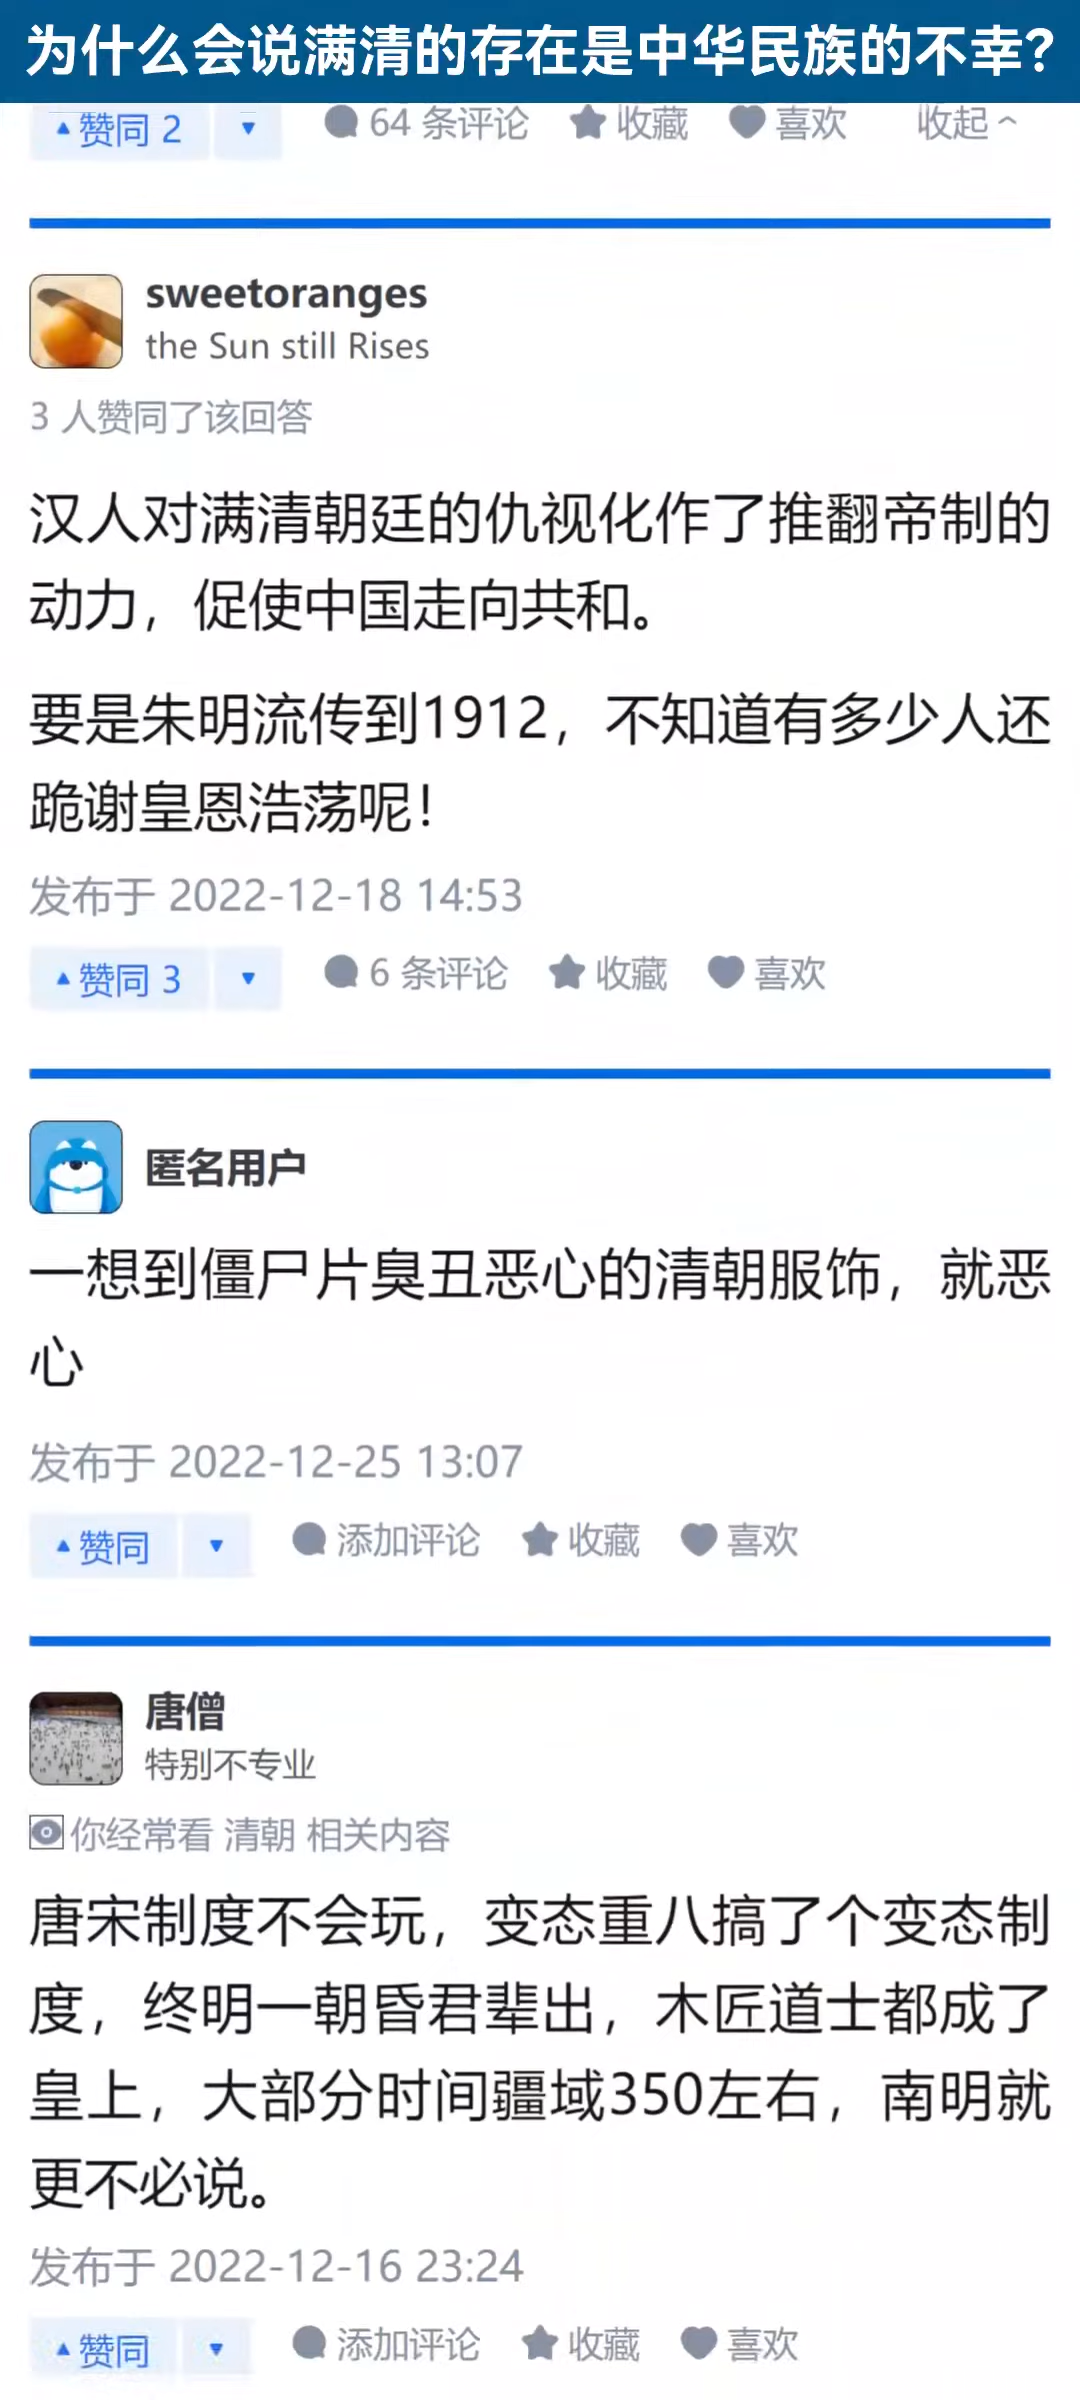 为什么会说满清的存在是中华民族的不幸？
赞同 2 64 条评论 收藏 喜欢 收起
sweetoranges
the Sun still Rises
3 人赞同了该回答
汉人对满清朝廷的仇视化作了推翻帝制的
动力，促使中国走向共和。
要是朱明流传到1912，不知道有多少人还
跪谢皇恩浩荡呢！
发布于 2022-12-18 14:53
赞同 3 6 条评论 收藏 喜欢
匿名用户
一想到僵尸片臭丑恶心的清朝服饰，就恶
心
发布于 2022-12-25 13:07
赞同 添加评论 收藏 喜欢
唐僧
特别不专业
你经常看 清朝 相关内容
唐宋制度不会玩，变态重八搞了个变态制
度，终明一朝昏君辈出，木匠道士都成了
皇上，大部分时间疆域350左右，南明就
更不必说。
发布于 2022-12-16 23:24
赞同 添加评论 收藏 喜欢